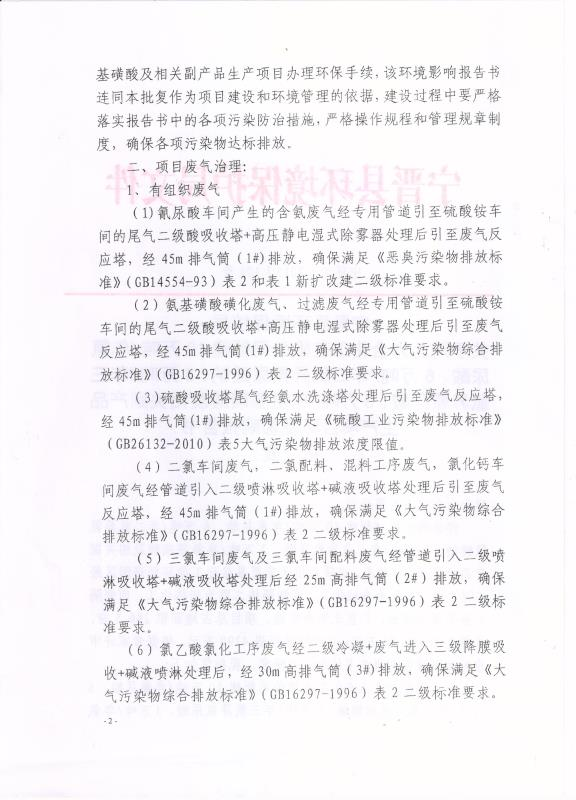 基磺酸及相关副产品生产项目办理环保手续，该环境影响报告书
连同本批复作为项目建设和环境管理的依据，建设过程中要严格
落实报告书中的各项污染防治措施，严格操作规程和管理规章制
度，确保各项污染物达标排放。
二、项目废气治理：
1、有组织废气
（1）氰尿酸车间产生的含氨废气经专用管道引至硫酸铵车
间的尾气二级酸吸收塔+高压静电湿式除雾器处理后引至废气反
应塔，经 45m 排气筒（1#)排放，确保满足《恶臭污染物排放标
准》（GB14554-93）表 2 和表 1 新扩改建二级标准要求。
（2）氨基磺酸磺化废气、过滤废气经专用管道引至硫酸铵
车间的尾气二级酸吸收塔+高压静电湿式除雾器处理后引至废气
反应塔，经 45m 排气筒(1#)排放，确保满足《大气污染物综合排
放标准》（GB16297-1996）表 2 二级标准要求。
（3)硫酸吸收塔尾气经氨水洗涤塔处理后引至废气反应塔，
经 45m 排气筒(1#)排放，确保满足《硫酸工业污染物排放标准》
（GB26132-2010）表5大气污染物排放浓度限值。
（4）二氯车间废气，二氯配料，混料工序废气，氯化钙车
间废气经管道引入二级喷淋吸收塔+碱液吸收塔处理后引至废气
反应塔，经 45m 排气筒（1#)排放，确保满足《大气污染物综合
排放标准》（GB16297-1996）表 2 二级标准要求。
（5）三氯车间废气及三氯车间配料废气经管道引入二级喷
淋吸收塔+碱液吸收塔处理后经 25m 高排气筒（2#）排放，确保
满足《大气污染物综合排放标准》（GB16297-1996）表 2 二级标
准要求。
（6）氯乙酸氯化工序废气经二级冷凝+废气进入三级降膜吸
收+碱液喷淋处理后，经 30m 高排气筒（3#)排放，确保满足《大
气污染物综合排放标准》（GB16297-1996）表 2 二级标准要求。
-2-